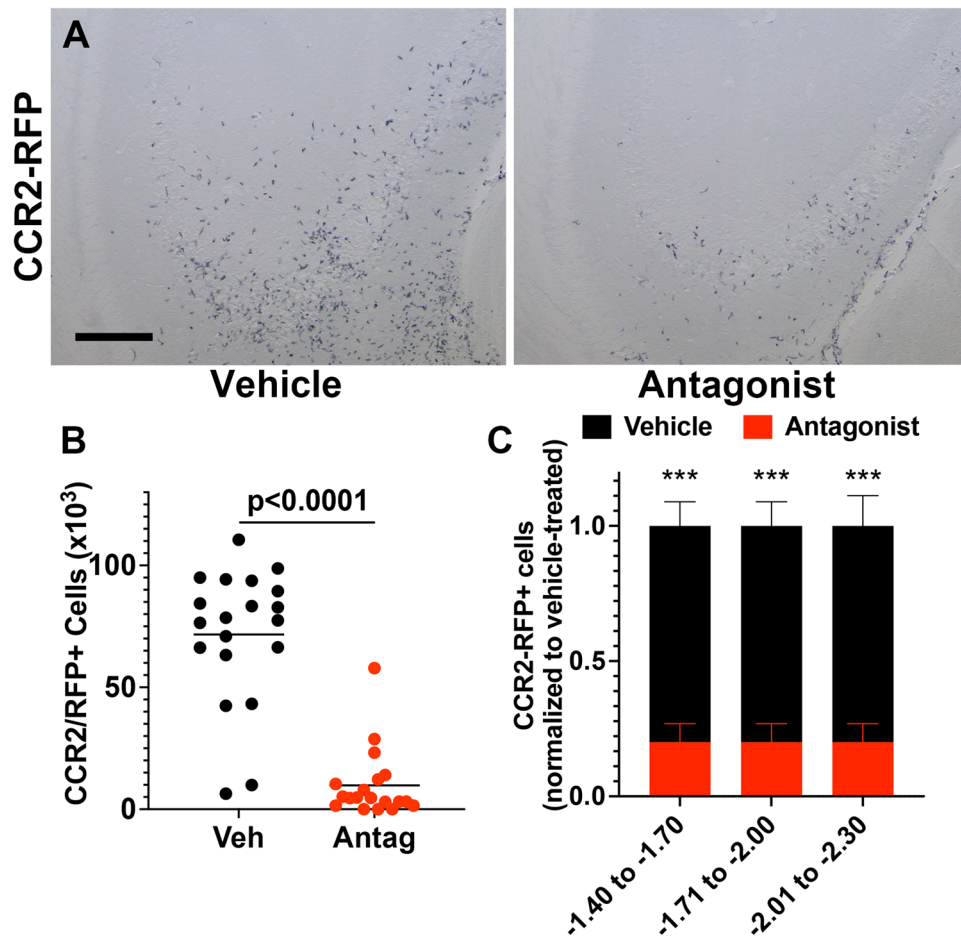 A
CCR2-RFP
Vehicle
Antagonist
B
CCR2/RFP+ Cells (x10³)
p<0.0001
100
50
0
Veh
Antag
C
Vehicle
Antagonist
CCR2-RFP+ cells
(normalized to vehicle-treated)
***
***
***
1.0
0.5
0.0
-1.40 to -1.70
-1.71 to -2.00
-2.01 to -2.30